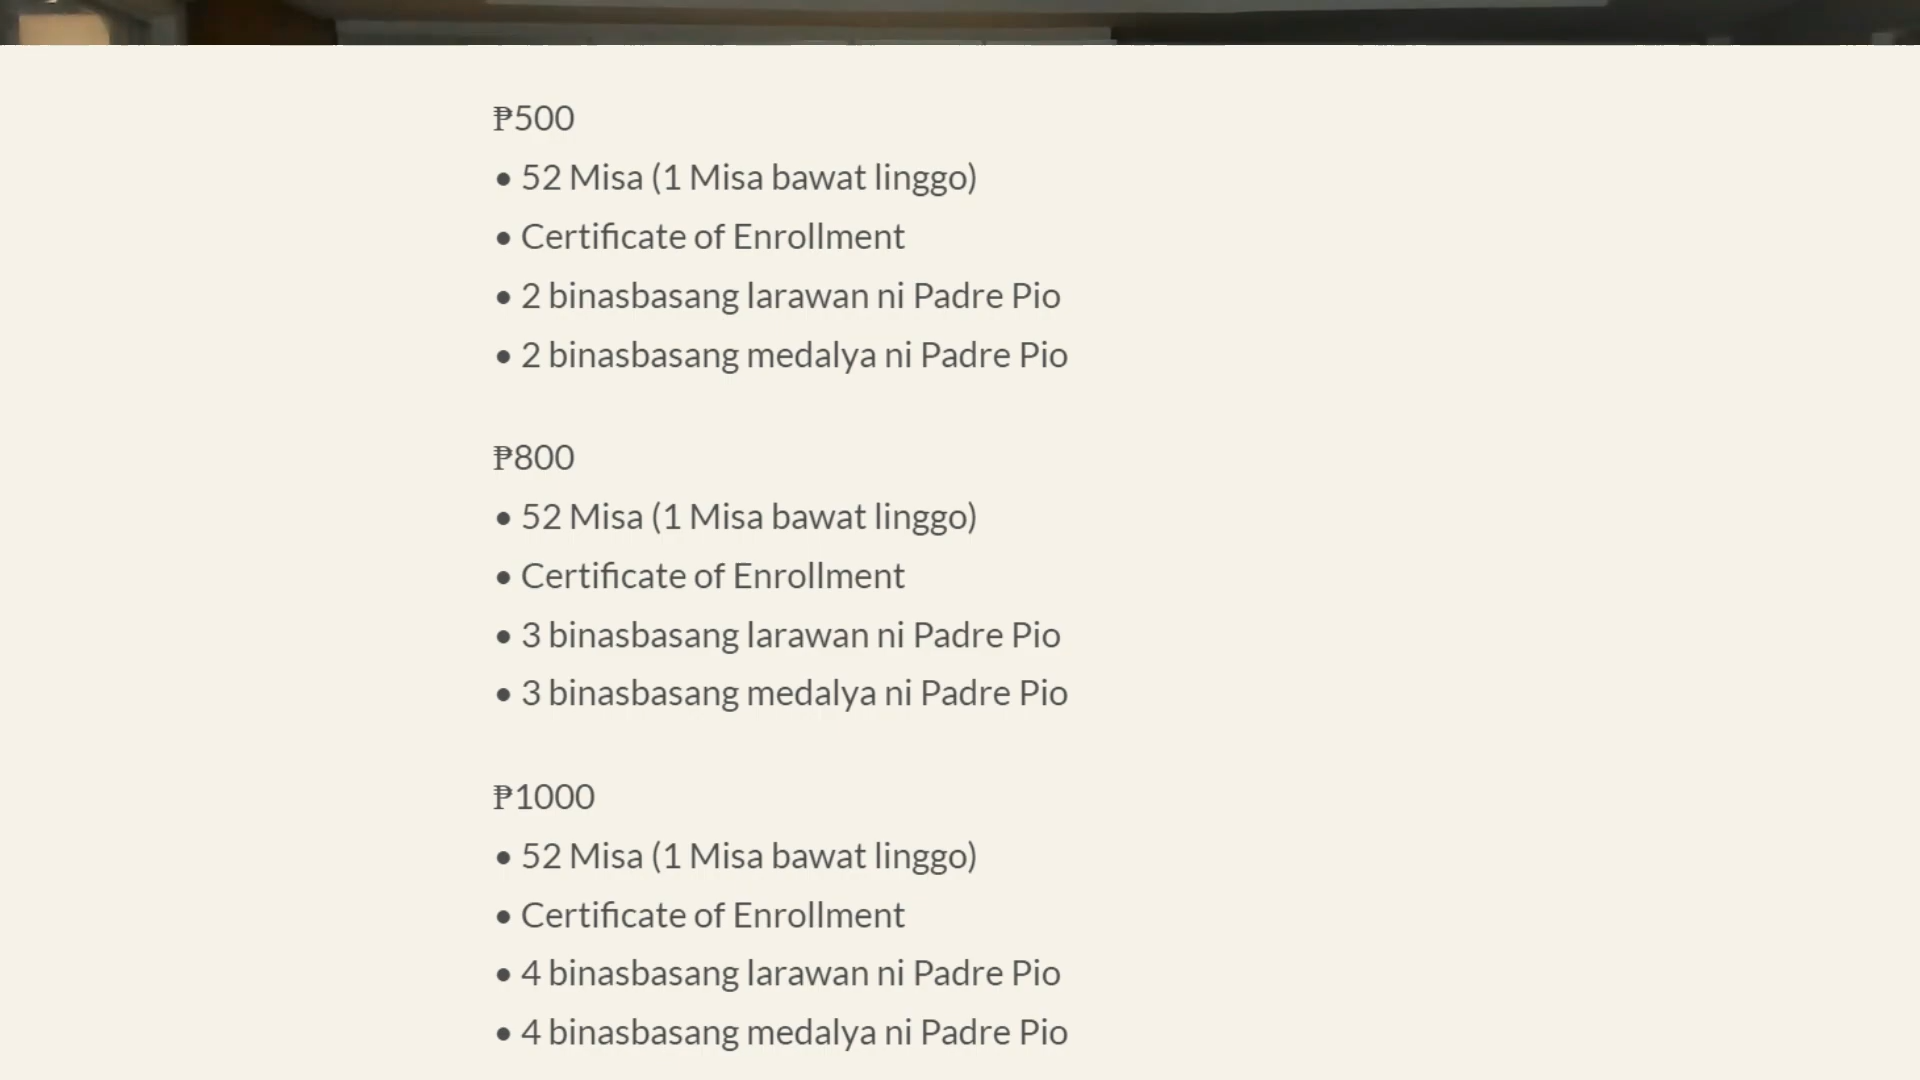 ₱500
• 52 Misa (1 Misa bawat linggo)
• Certificate of Enrollment
• 2 binasbasang larawan ni Padre Pio
• 2 binasbasang medalya ni Padre Pio
₱800
• 52 Misa (1 Misa bawat linggo)
• Certificate of Enrollment
• 3 binasbasang larawan ni Padre Pio
• 3 binasbasang medalya ni Padre Pio
₱1000
• 52 Misa (1 Misa bawat linggo)
• Certificate of Enrollment
• 4 binasbasang larawan ni Padre Pio
• 4 binasbasang medalya ni Padre Pio